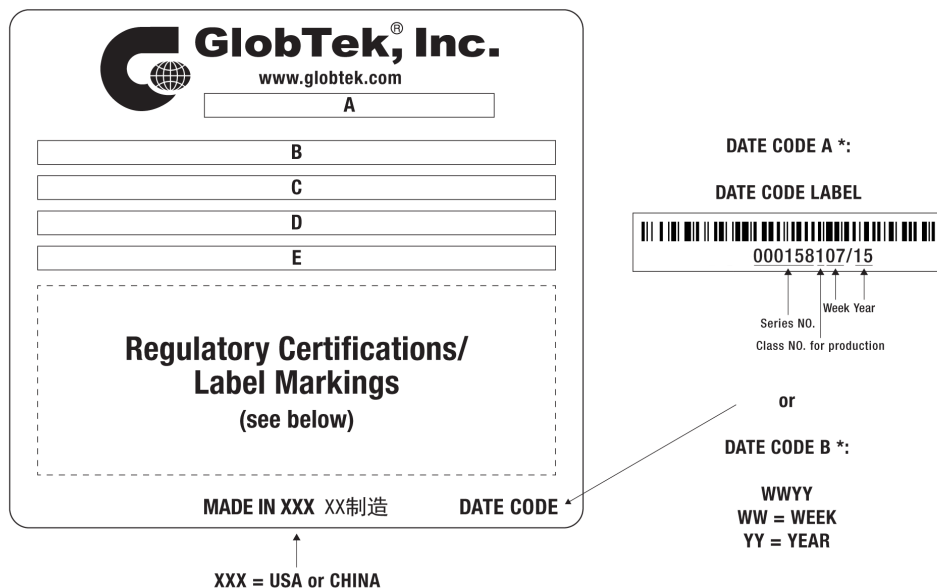 GlobTek, Inc.®
www.globtek.com
A
B
C
D
E
Regulatory Certifications/
Label Markings
(see below)
MADE IN XXX XX制造 DATE CODE
XXX = USA or CHINA
DATE CODE A *:
DATE CODE LABEL
000158107/15
Week Year
Series NO.
Class NO. for production
or
DATE CODE B *:
WWYY
WW = WEEK
YY = YEAR